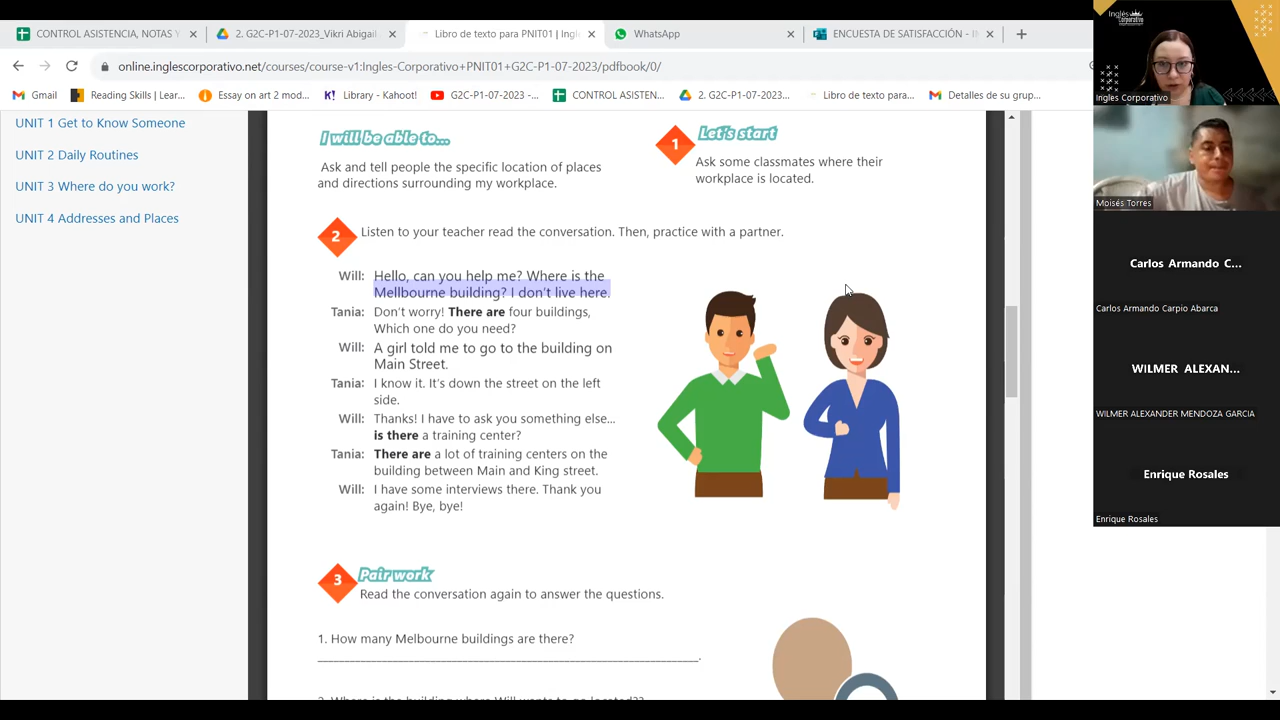 CONTROL ASISTENCIA, NOTAS Y
2. G2C-P1-07-2023_Vikri Abigail
Libro de texto para PNIT01 | Ingl
WhatsApp
ENCUESTA DE SATISFACCIÓN - I
online.inglescorporativo.net/courses/course-v1:Ingles-Corporativo+PNIT01+G2C-P1-07-2023/pdfbook/0/
Gmail
Reading Skills | Lear...
Essay on art 2 mod...
Library - Kahoot!
G2C-P1-07-2023 -...
CONTROL ASISTEN...
2. G2C-P1-07-2023...
Libro de texto para...
Detalles de su grup...
UNIT 1 Get to Know Someone
UNIT 2 Daily Routines
UNIT 3 Where do you work?
UNIT 4 Addresses and Places
I will be able to...
Ask and tell people the specific location of places
and directions surrounding my workplace.
1 Let's start
Ask some classmates where their
workplace is located.
2 Listen to your teacher read the conversation. Then, practice with a partner.
Will: Hello, can you help me? Where is the
Mellbourne building? I don't live here.
Tania: Don't worry! There are four buildings,
Which one do you need?
Will: A girl told me to go to the building on
Main Street.
Tania: I know it. It's down the street on the left
side.
Will: Thanks! I have to ask you something else...
is there a training center?
Tania: There are a lot of training centers on the
building between Main and King street.
Will: I have some interviews there. Thank you
again! Bye, bye!
3 Pair work
Read the conversation again to answer the questions.
1. How many Melbourne buildings are there?
2. Where is the building where Will wants to go located??
Inglés
Corporativo
Ingles Corporativo
Moisés Torres
Carlos Armando C...
Carlos Armando Carpio Abarca
WILMER ALEXAN...
WILMER ALEXANDER MENDOZA GARCIA
Enrique Rosales
Enrique Rosales